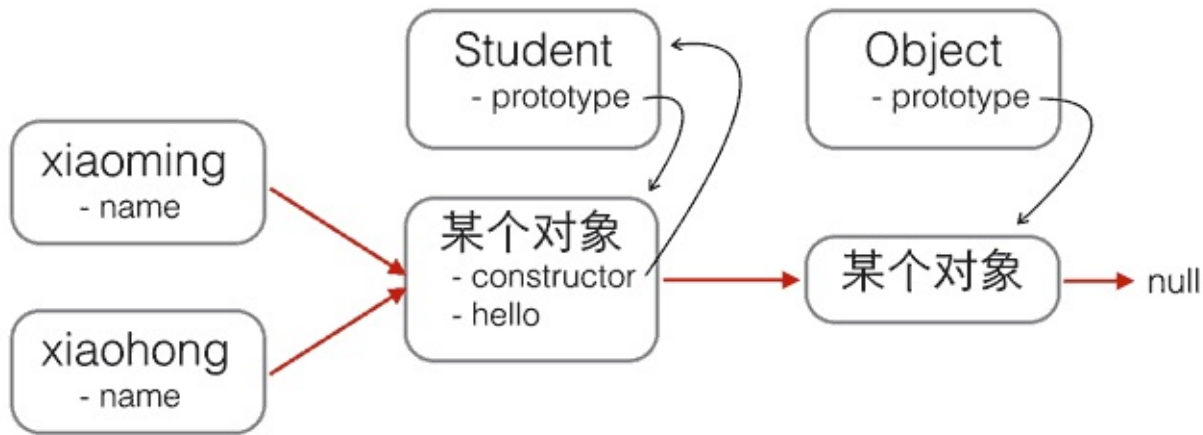 Student
- prototype
Object
- prototype
xiaoming
- name
某个对象
- constructor
- hello
某个对象
null
xiaohong
- name